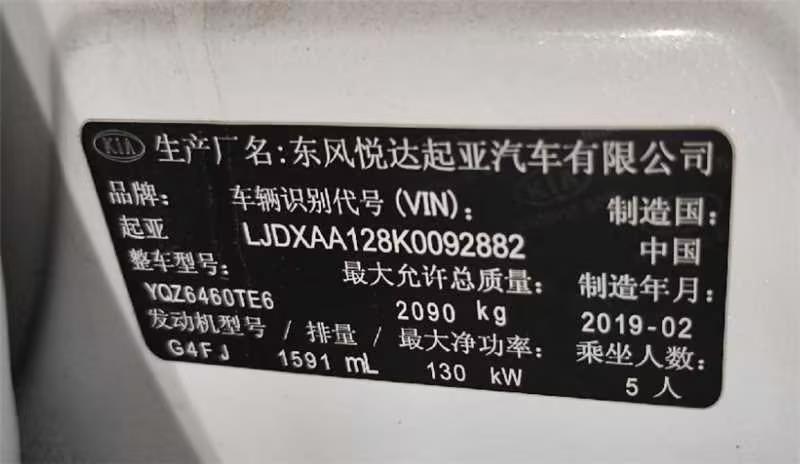 KIA 生产厂名:东风悦达起亚汽车有限公司
品牌: 车辆识别代号(VIN): 制造国:
起亚 LJDXAA128K0092882 中国
整车型号: 最大允许总质量: 制造年月:
YQZ6460TE6 2090 kg 2019-02
发动机型号 / 排量 / 最大净功率: 乘坐人数:
G4FJ 1591 mL 130 kW 5 人